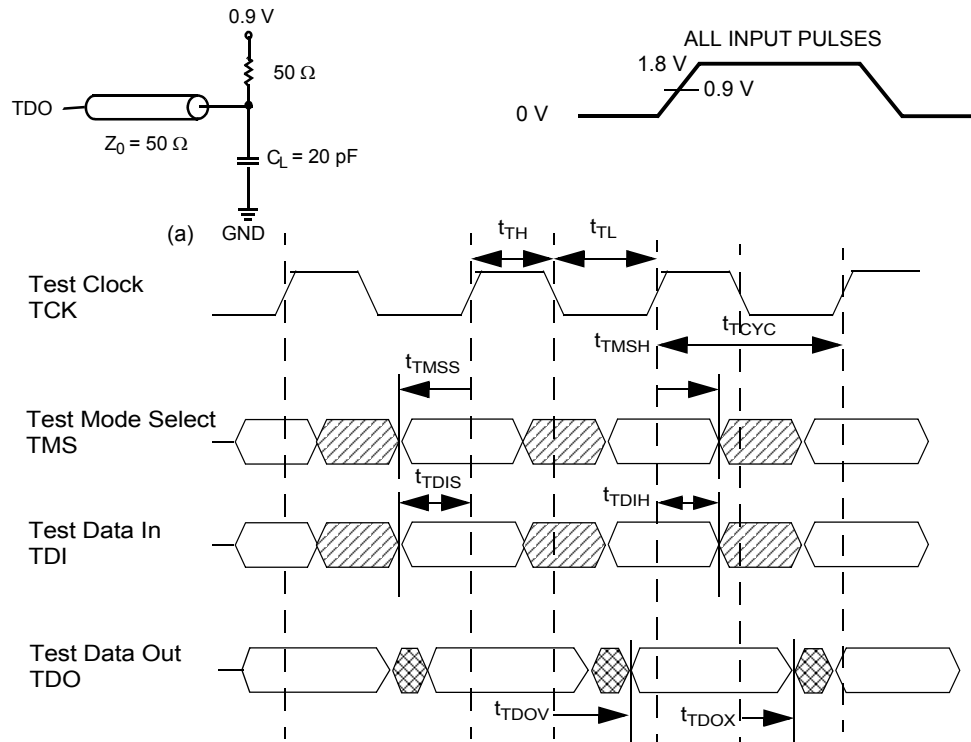 0.9 V
50 Ω
TDO
Z0 = 50 Ω
CL = 20 pF
(a)
GND
ALL INPUT PULSES
1.8 V
0.9 V
0 V
tTH
tTL
Test Clock
TCK
tTMSH
tTCYC
tTMSS
Test Mode Select
TMS
tTDIS
tTDIH
Test Data In
TDI
Test Data Out
TDO
tTDOV
tTDOX